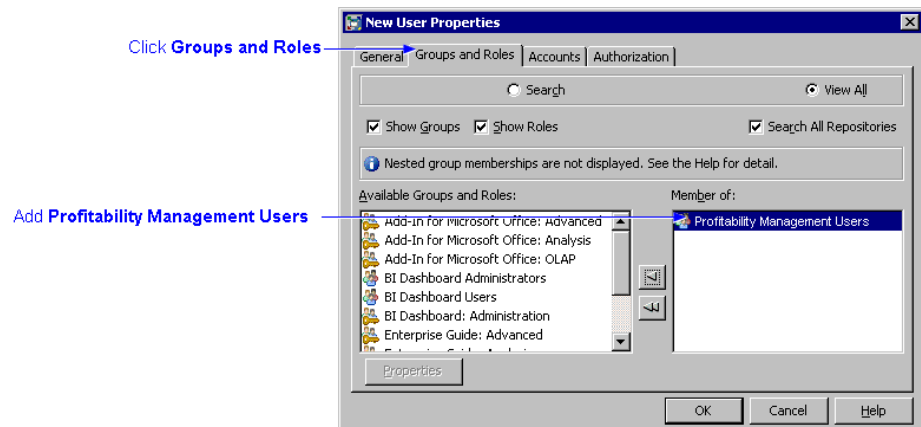 New User Properties
Click Groups and Roles
General Groups and Roles Accounts Authorization
Search View All
Show Groups Show Roles Search All Repositories
Nested group memberships are not displayed. See the Help for detail.
Available Groups and Roles: Member of:
Add Profitability Management Users
Add-In for Microsoft Office: Advanced
Add-In for Microsoft Office: Analysis
Add-In for Microsoft Office: OLAP
BI Dashboard Administrators
BI Dashboard Users
BI Dashboard: Administration
Enterprise Guide: Advanced
Profitability Management Users
Properties
OK Cancel Help